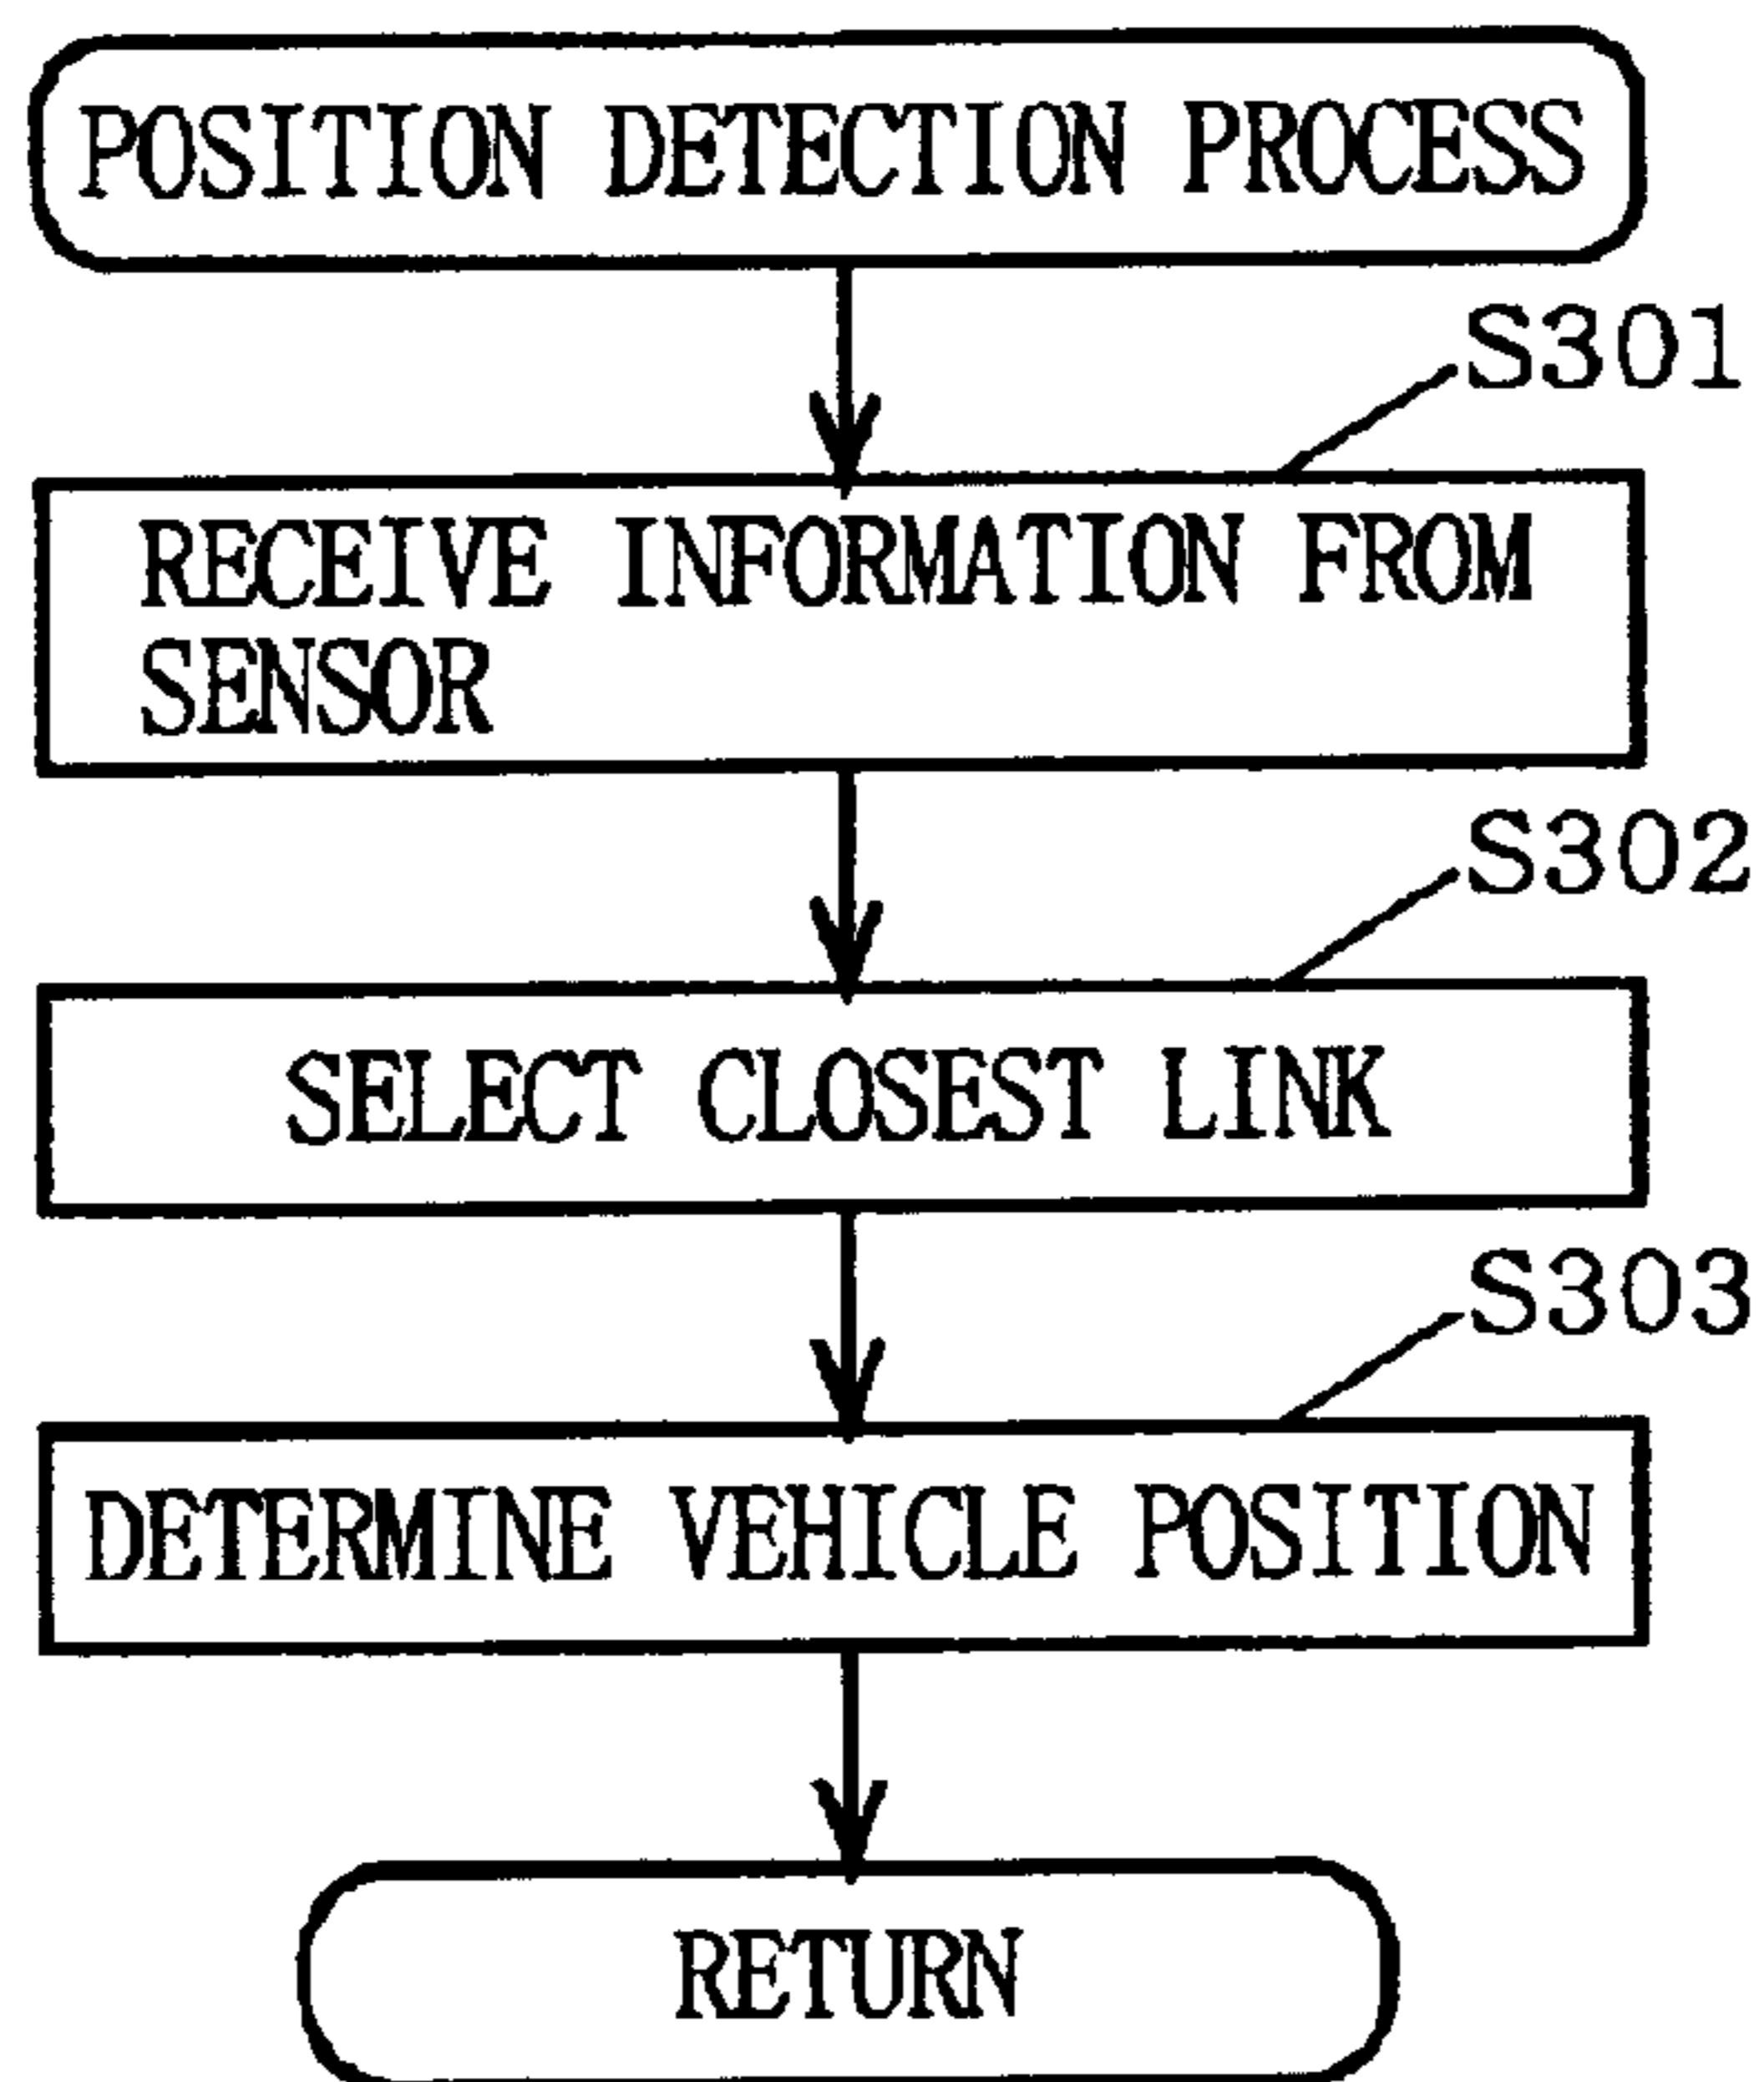 POSITION DETECTION PROCESS
S301
RECEIVE INFORMATION FROM
SENSOR
S302
SELECT CLOSEST LINK
S303
DETERMINE VEHICLE POSITION
RETURN